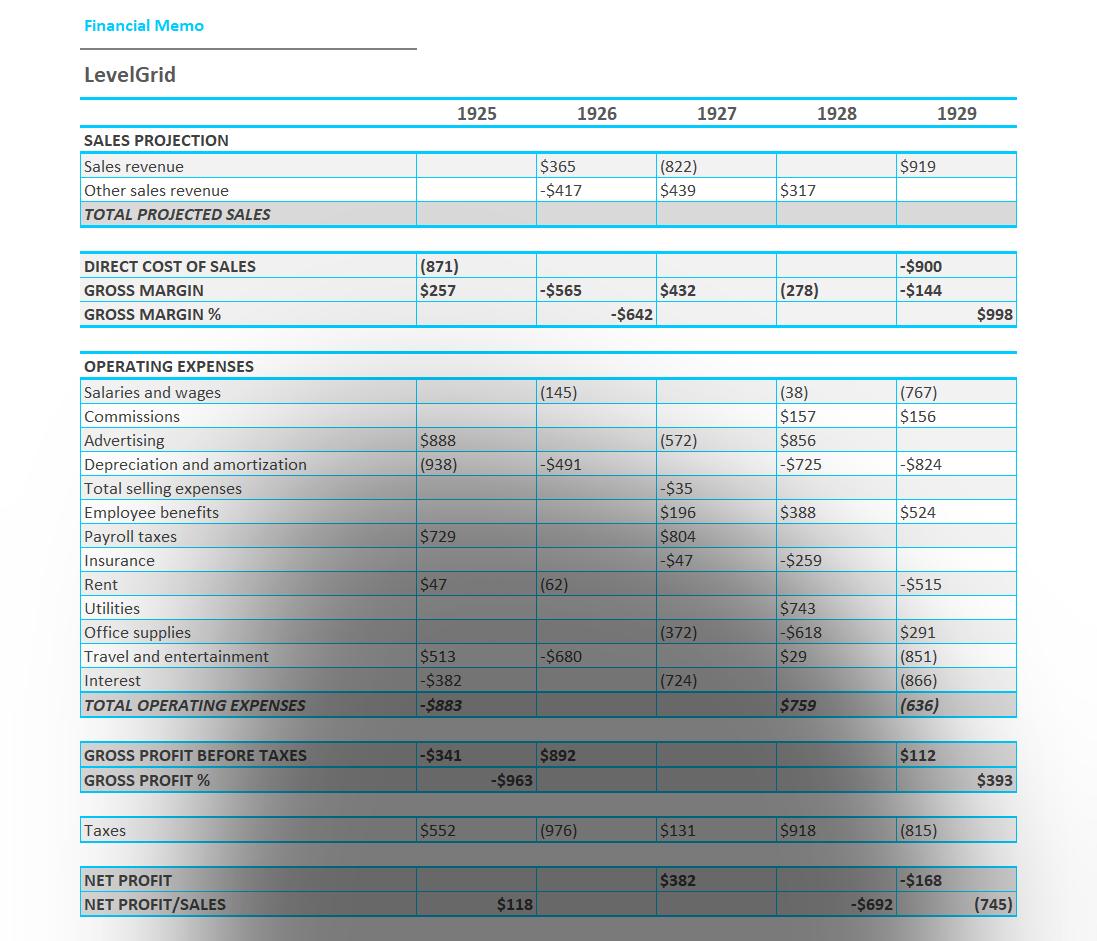 Financial Memo
LevelGrid
1925 1926 1927 1928 1929
SALES PROJECTION
Sales revenue $365 (822) $919
Other sales revenue -$417 $439 $317
TOTAL PROJECTED SALES
DIRECT COST OF SALES (871) -$900
GROSS MARGIN $257 -$565 $432 (278) -$144
GROSS MARGIN % -$642 $998
OPERATING EXPENSES
Salaries and wages (145) (38) (767)
Commissions $157 $156
Advertising $888 (572) $856
Depreciation and amortization (938) -$491 -$725 -$824
Total selling expenses -$35
Employee benefits $196 $388 $524
Payroll taxes $729 $804
Insurance -$47 -$259
Rent $47 (62) -$515
Utilities $743
Office supplies (372) -$618 $291
Travel and entertainment $513 -$680 $29 (851)
Interest -$382 (724) (866)
TOTAL OPERATING EXPENSES -$883 $759 (636)
GROSS PROFIT BEFORE TAXES -$341 $892 $112
GROSS PROFIT % -$963 $393
Taxes $552 (976) $131 $918 (815)
NET PROFIT $382 -$168
NET PROFIT/SALES $118 -$692 (745)